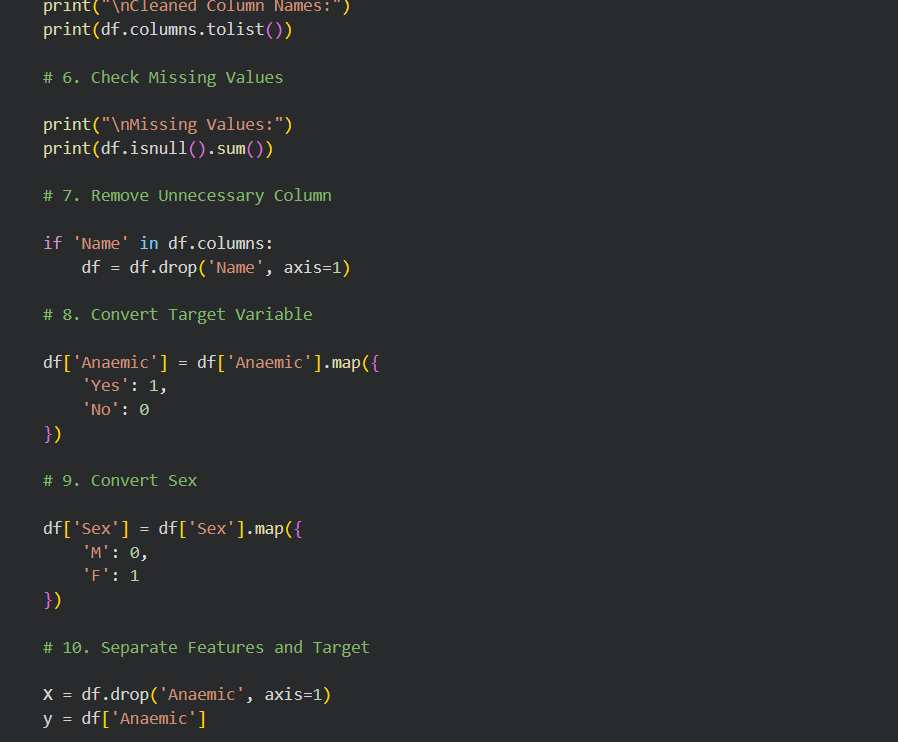 print("\nCleaned Column Names:")
print(df.columns.tolist())
# 6. Check Missing Values
print("\nMissing Values:")
print(df.isnull().sum())
# 7. Remove Unnecessary Column
if 'Name' in df.columns:
    df = df.drop('Name', axis=1)
# 8. Convert Target Variable
df['Anaemic'] = df['Anaemic'].map({
    'Yes': 1,
    'No': 0
})
# 9. Convert Sex
df['Sex'] = df['Sex'].map({
    'M': 0,
    'F': 1
})
# 10. Separate Features and Target
X = df.drop('Anaemic', axis=1)
y = df['Anaemic']